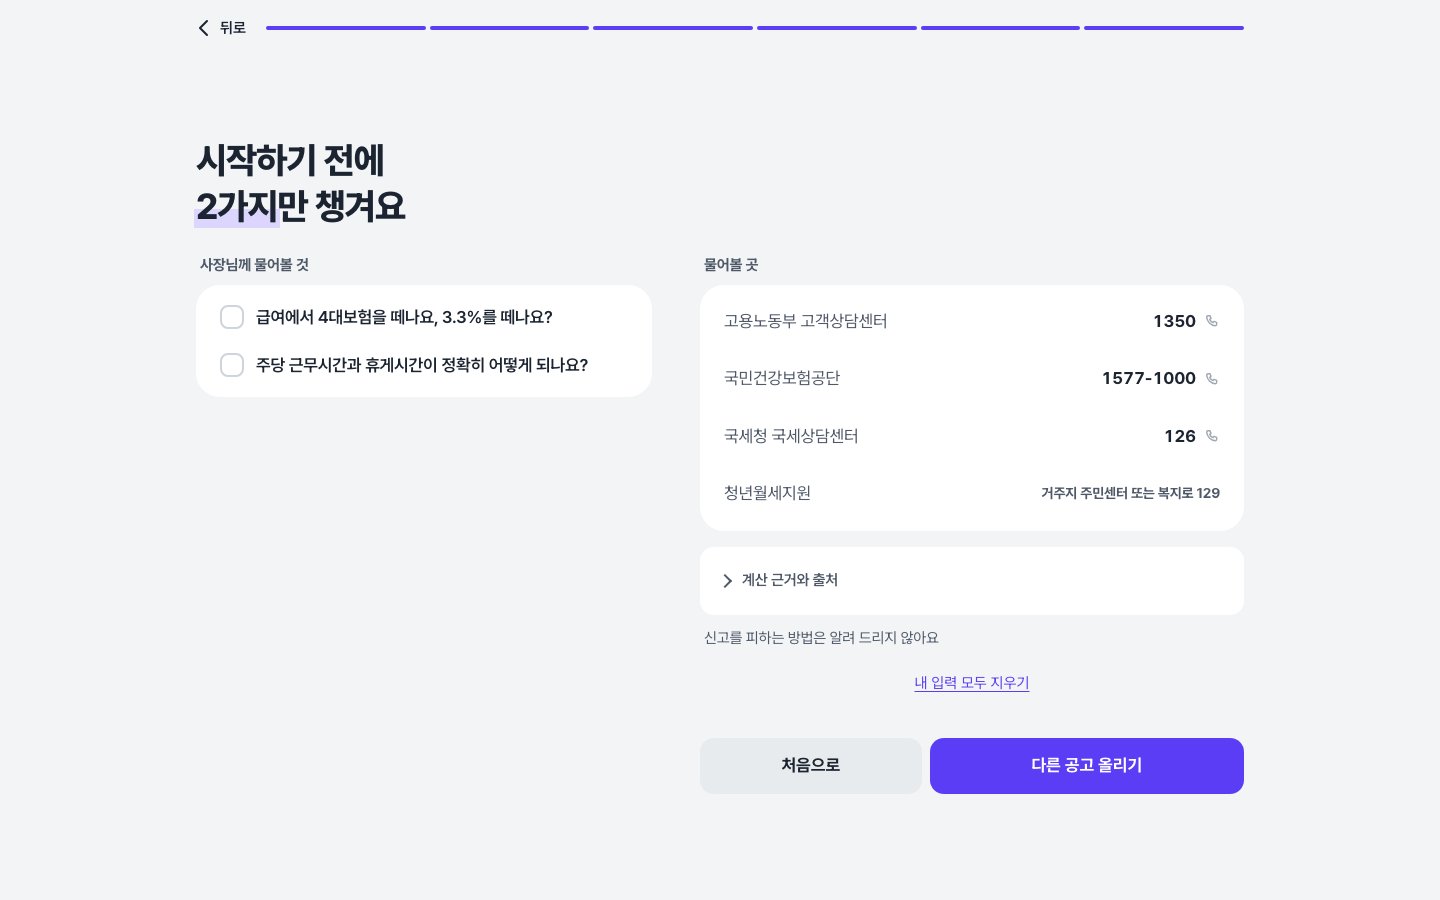 뒤로
시작하기 전에
2가지만 챙겨요
사장님께 물어볼 것
급여에서 4대보험을 떼나요, 3.3%를 떼나요?
주당 근무시간과 휴게시간이 정확히 어떻게 되나요?
물어볼 곳
고용노동부 고객상담센터 1350
국민건강보험공단 1577-1000
국세청 국세상담센터 126
청년월세지원 거주지 주민센터 또는 복지로 129
계산 근거와 출처
신고를 피하는 방법은 알려 드리지 않아요
내 입력 모두 지우기
처음으로 다른 공고 올리기